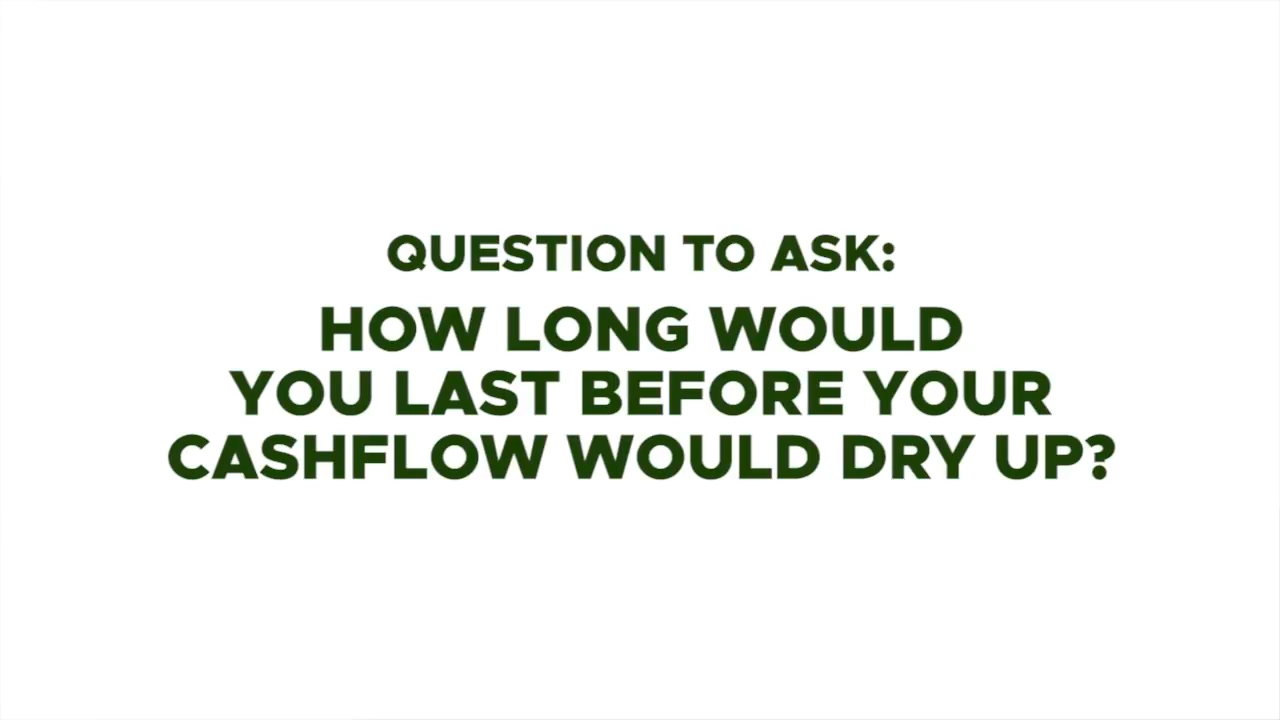 QUESTION TO ASK:
HOW LONG WOULD
YOU LAST BEFORE YOUR
CASHFLOW WOULD DRY UP?